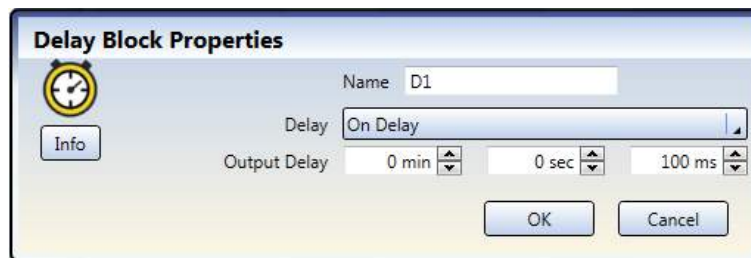 Delay Block Properties
Name D1
Info
Delay On Delay
Output Delay 0 min 0 sec 100 ms
OK Cancel